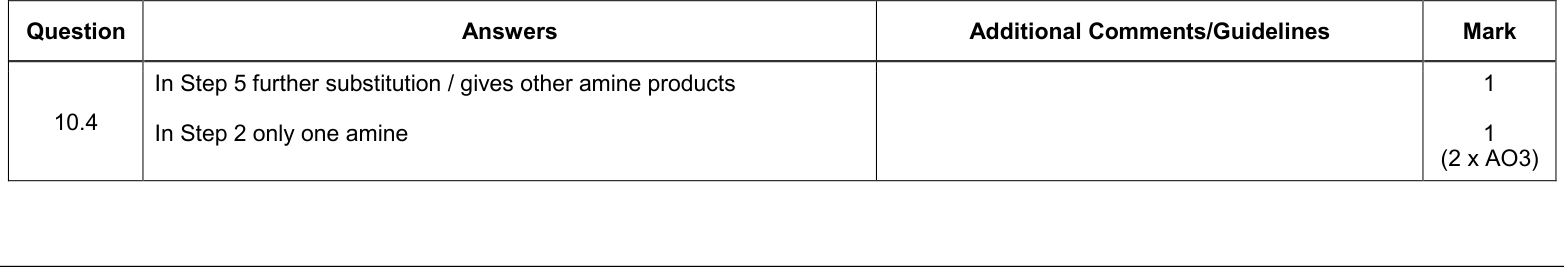 Question Answers Additional Comments/Guidelines Mark
In Step 5 further substitution / gives other amine products 1
10.4
In Step 2 only one amine 1
(2 x AO3)